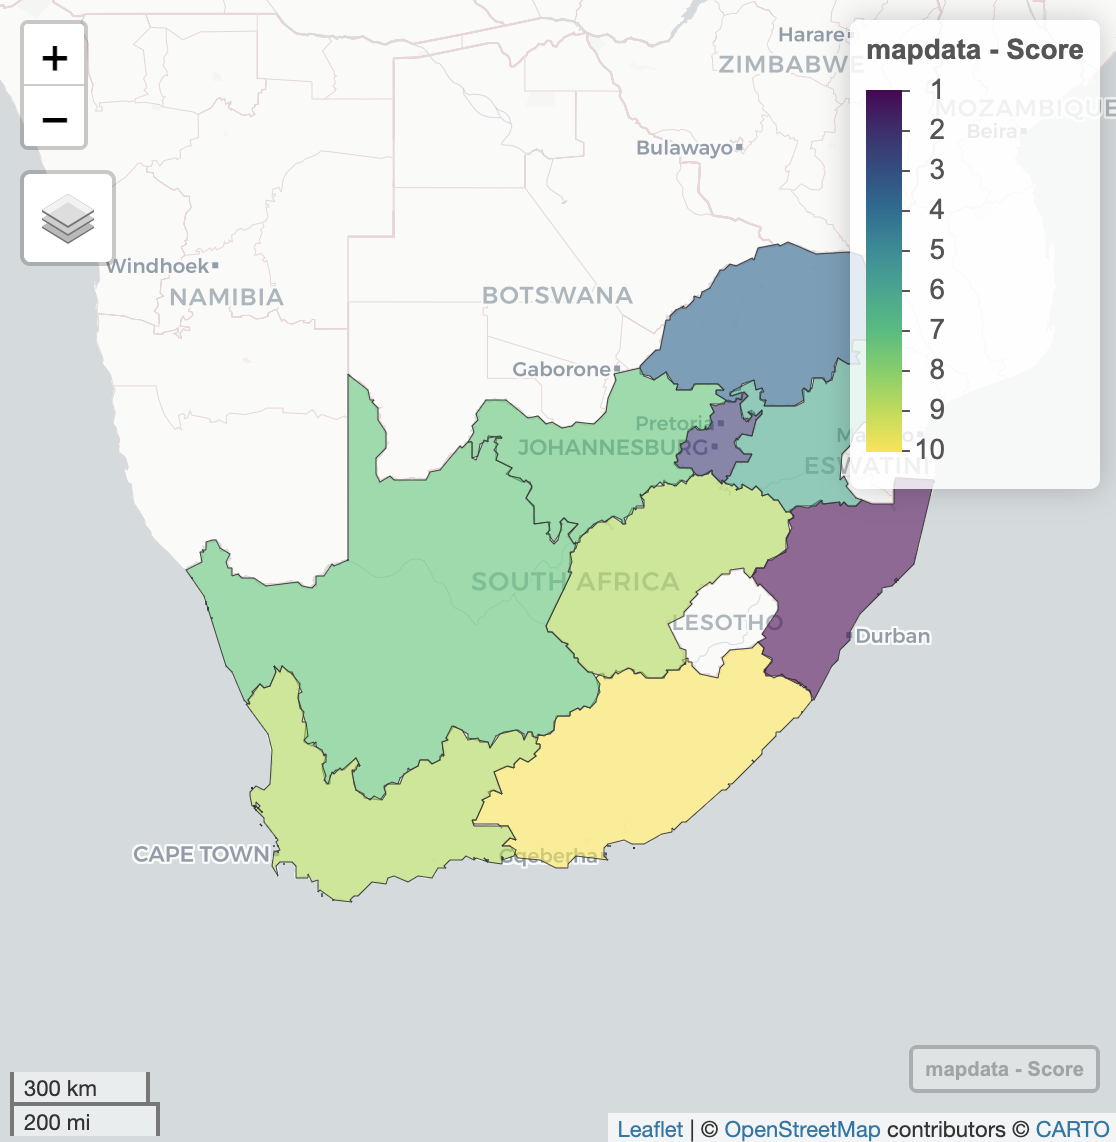 +
−
Harare
ZIMBABWE
mapdata - Score
1
2
3
4
5
6
7
8
9
10
MOZAMBIQUE
Beira
Bulawayo
Windhoek
NAMIBIA
BOTSWANA
Gaborone
Pretoria
JOHANNESBURG
ESWATINI
SOUTH AFRICA
LESOTHO
Durban
CAPE TOWN
Gqeberha
mapdata - Score
300 km
200 mi
Leaflet | © OpenStreetMap contributors © CARTO